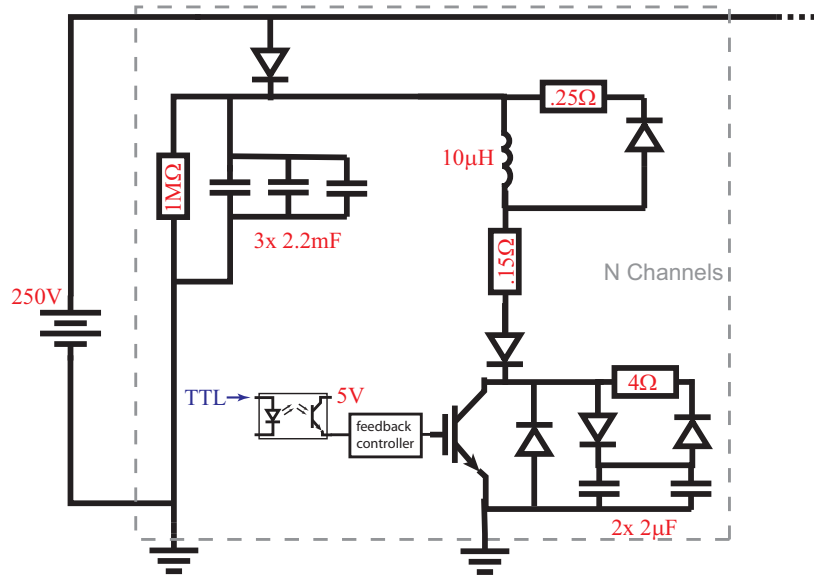 .25Ω
10μH
1MΩ
3x 2.2mF
.15Ω
N Channels
250V
TTL
5V
4Ω
feedback
controller
2x 2μF